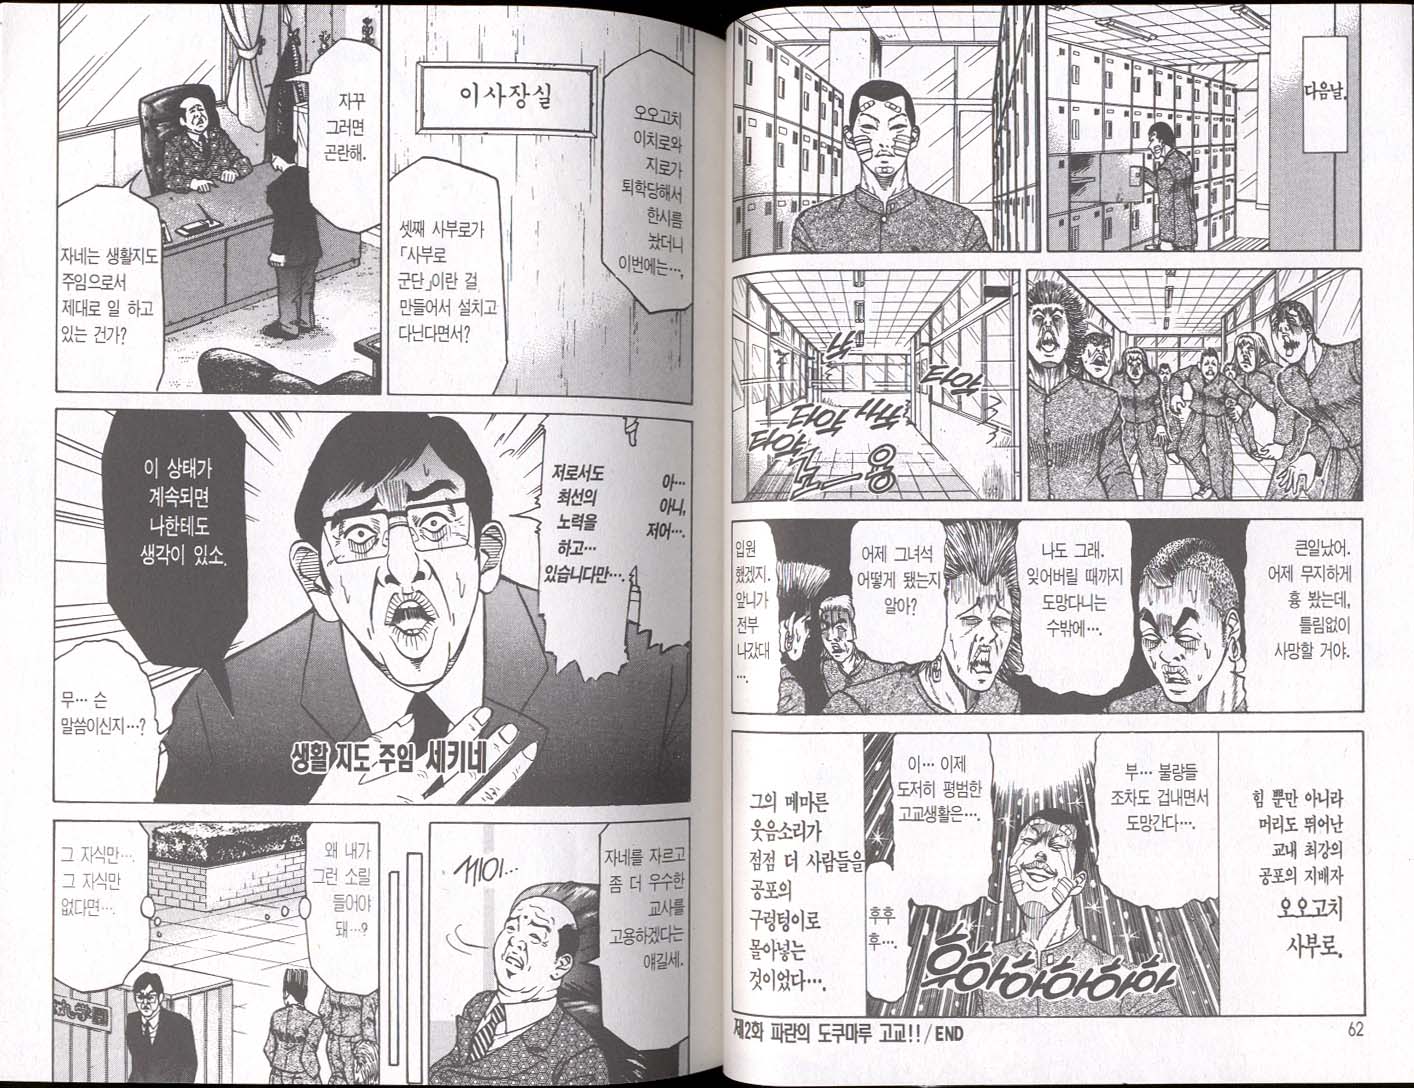 다음날.
타악
타악
타악
큰일났어.
어제 무지하게
흉 봤는데,
틀림없이
사망할 거야.
나도 그래.
잊어버릴 때까지
도망다니는
수밖에….
어제 그녀석
어떻게 됐는지
알아?
입원
했겠지.
앞니가
전부
나갔대
….
힘 뿐만 아니라
머리도 뛰어난
교내 최강의
공포의 지배자
오오고치
사부로.
부… 불량들
조차도 겁내면서
도망간다….
이… 이제
도저히 평범한
고교생활은….
후후
후…
후하하하하하
그의 메마른
웃음소리가
점점 더 사람들을
공포의
구렁텅이로
몰아넣는
것이었다….
제2화 파란의 도쿠마루 고교!! / END
62
오오고치
이치로와
지로가
퇴학당해서
한시름
놨더니
이번에는…,
이사장실
셋째 사부로가
「사부로
군단」이란 걸
만들어서 설치고
다닌다면서?
자꾸
그러면
곤란해.
자네는 생활지도
주임으로서
제대로 일 하고
있는 건가?
아…
아니,
저어….
저로서도
최선의
노력을
하고…
있습니다만….
이 상태가
계속되면
나한테도
생각이 있소.
무… 슨
말씀이신지…?
생활 지도 주임 세키네
자네를 자르고
좀 더 우수한
교사를
고용하겠다는
얘길세.
끼이…
왜 내가
그런 소릴
들어야
돼…?
그 자식만….
그 자식만
없다면….